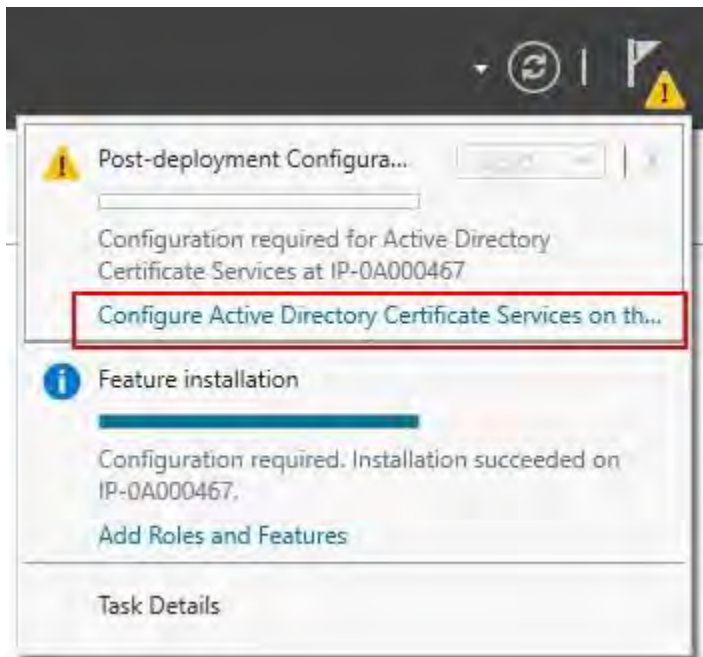 Post-deployment Configura...
Configuration required for Active Directory
Certificate Services at IP-0A000467
Configure Active Directory Certificate Services on th...
Feature installation
Configuration required. Installation succeeded on
IP-0A000467.
Add Roles and Features
Task Details